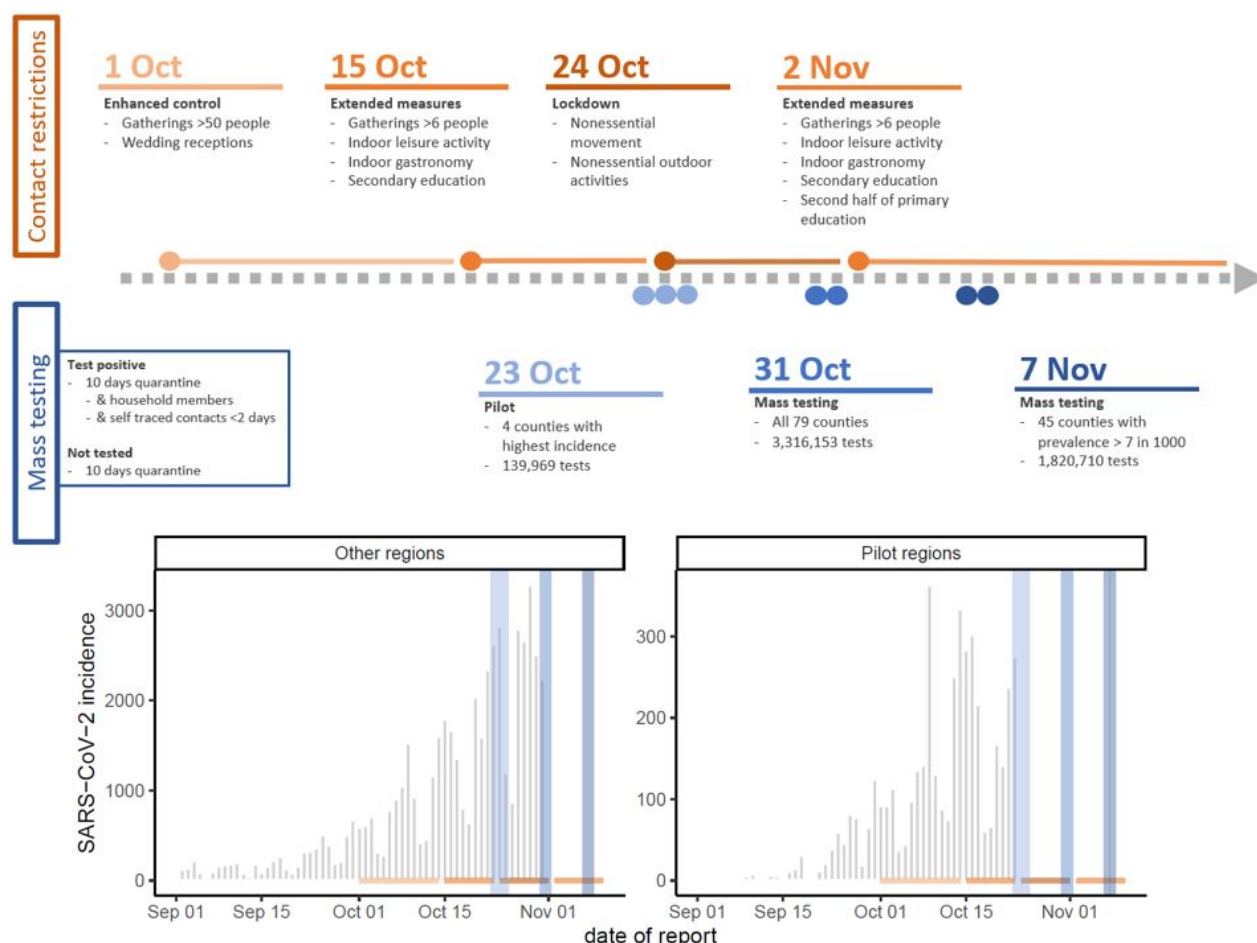 Contact restrictions
1 Oct
Enhanced control
- Gatherings >50 people
- Wedding receptions
15 Oct
Extended measures
- Gatherings >6 people
- Indoor leisure activity
- Indoor gastronomy
- Secondary education
24 Oct
Lockdown
- Nonessential
movement
- Nonessential outdoor
activities
2 Nov
Extended measures
- Gatherings >6 people
- Indoor leisure activity
- Indoor gastronomy
- Secondary education
- Second half of primary
education
Mass testing
Test positive
- 10 days quarantine
- & household members
- & self traced contacts <2 days
Not tested
- 10 days quarantine
23 Oct
Pilot
- 4 counties with
highest incidence
- 139,969 tests
31 Oct
Mass testing
- All 79 counties
- 3,316,153 tests
7 Nov
Mass testing
- 45 counties with
prevalence > 7 in 1000
- 1,820,710 tests
Other regions
Pilot regions
SARS-CoV-2 incidence
3000
2000
1000
0
300
200
100
0
Sep 01 Sep 15 Oct 01 Oct 15 Nov 01
Sep 01 Sep 15 Oct 01 Oct 15 Nov 01
date of report